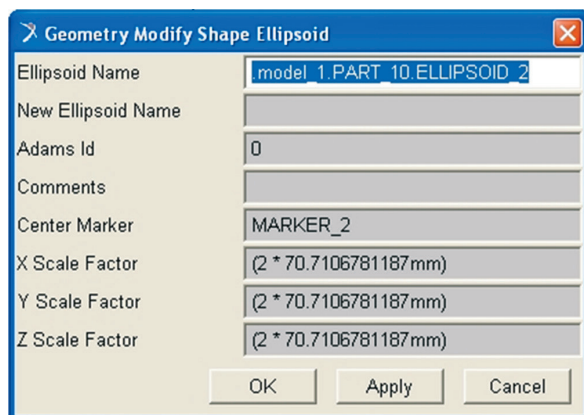 Geometry Modify Shape Ellipsoid
Ellipsoid Name .model_1.PART_10.ELLIPSOID_2
New Ellipsoid Name
Adams Id 0
Comments
Center Marker MARKER_2
X Scale Factor (2 * 70.7106781187mm)
Y Scale Factor (2 * 70.7106781187mm)
Z Scale Factor (2 * 70.7106781187mm)
OK Apply Cancel